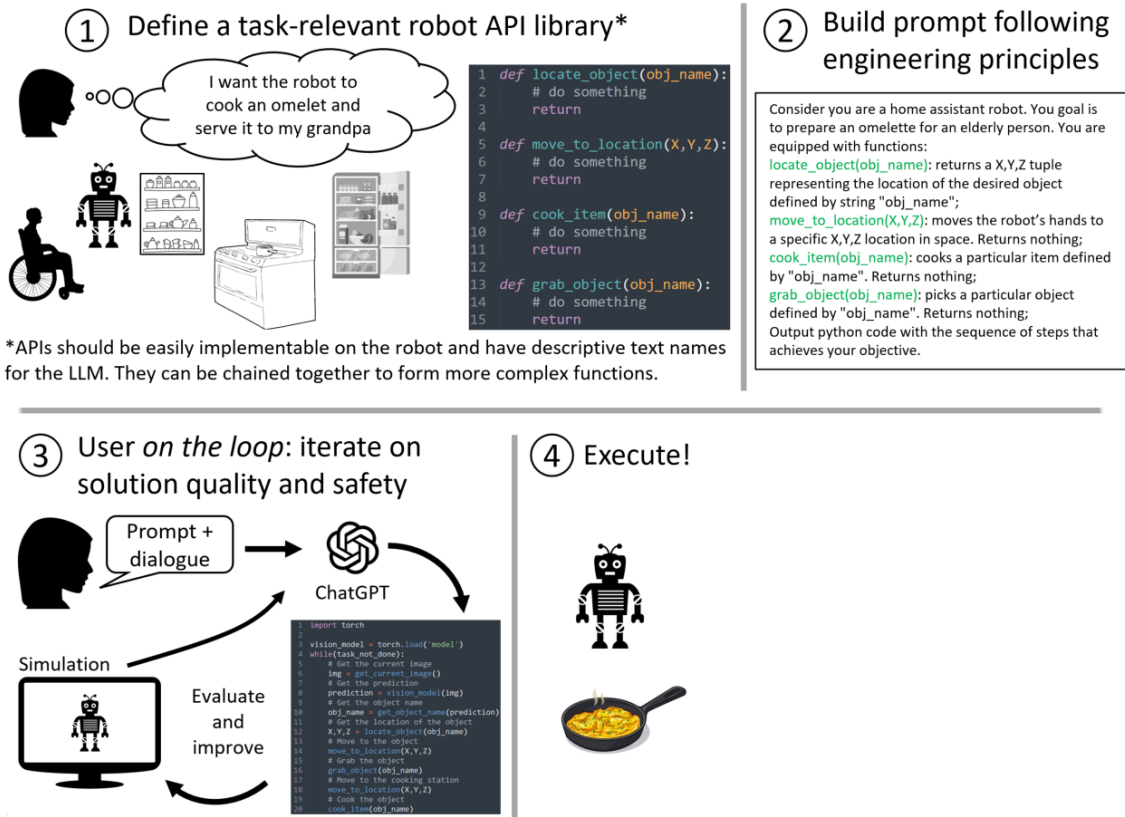 1 Define a task-relevant robot API library*
I want the robot to
cook an omelet and
serve it to my grandpa
1 def locate_object(obj_name):
2 # do something
3 return
4
5 def move_to_location(X,Y,Z):
6 # do something
7 return
8
9 def cook_item(obj_name):
10 # do something
11 return
12
13 def grab_object(obj_name):
14 # do something
15 return
*APIs should be easily implementable on the robot and have descriptive text names
for the LLM. They can be chained together to form more complex functions.
2 Build prompt following
engineering principles
Consider you are a home assistant robot. You goal is
to prepare an omelette for an elderly person. You are
equipped with functions:
locate_object(obj_name): returns a X,Y,Z tuple
representing the location of the desired object
defined by string "obj_name";
move_to_location(X,Y,Z): moves the robot's hands to
a specific X,Y,Z location in space. Returns nothing;
cook_item(obj_name): cooks a particular item defined
by "obj_name". Returns nothing;
grab_object(obj_name): picks a particular object
defined by "obj_name". Returns nothing;
Output python code with the sequence of steps that
achieves your objective.
3 User on the loop: iterate on
solution quality and safety
Prompt +
dialogue
ChatGPT
Simulation
Evaluate
and
improve
1 import torch
2
3 vision_model = torch.load('model')
4 while(task_not_done):
5 # Get the current image
6 img = get_current_image()
7 # Get the prediction
8 prediction = vision_model(img)
9 # Get the object name
10 obj_name = get_object_name(prediction)
11 # Get the location of the object
12 X,Y,Z = locate_object(obj_name)
13 # Move to the object
14 move_to_location(X,Y,Z)
15 # Grab the object
16 grab_object(obj_name)
17 # Move to the cooking station
18 move_to_location(X,Y,Z)
19 # Cook the object
20 cook_item(obj_name)
4 Execute!